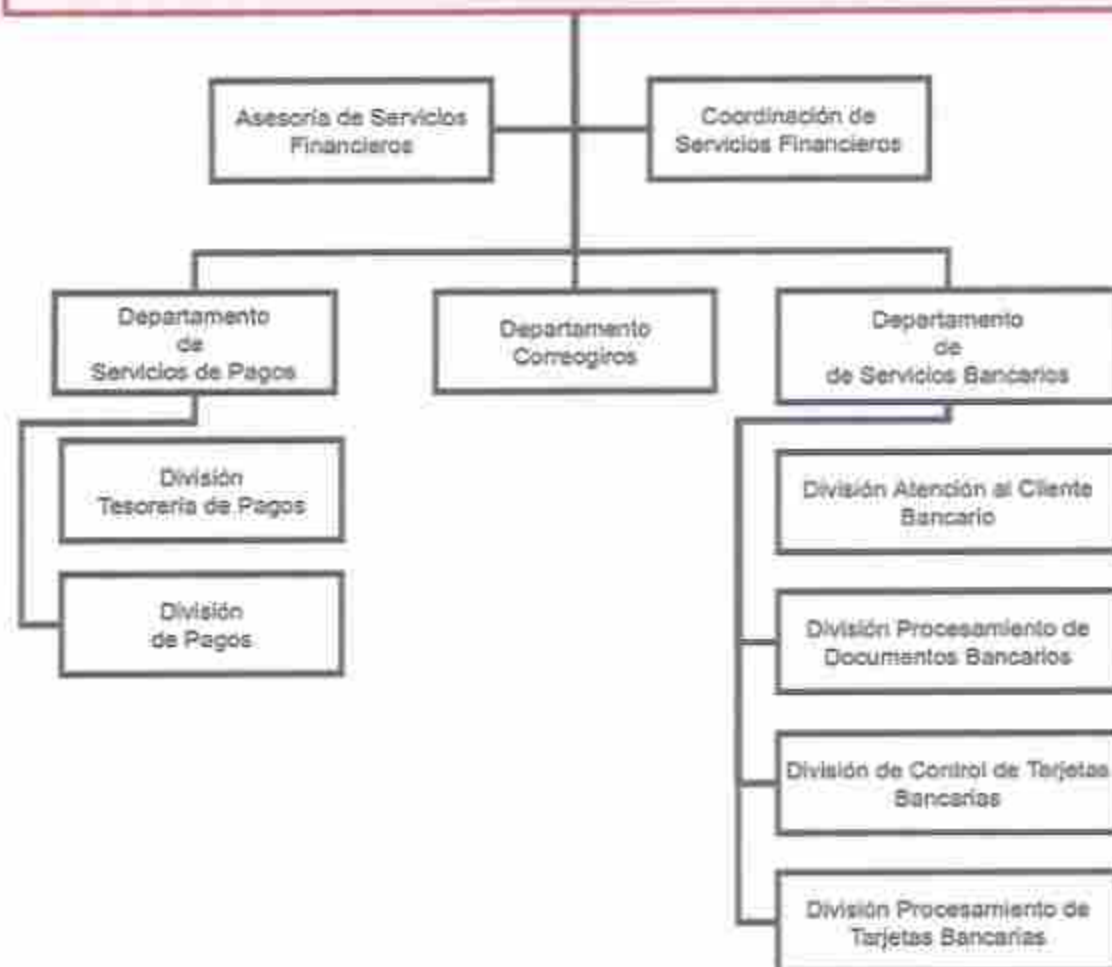 Asesoría de Servicios
Financieros
Coordinación de
Servicios Financieros
Departamento
de
Servicios de Pagos
Departamento
Correogiros
Departamento
de
de Servicios Bancarios
División
Tesorería de Pagos
División
de Pagos
División Atención al Cliente
Bancario
División Procesamiento de
Documentos Bancarios
División de Control de Tarjetas
Bancarias
División Procesamiento de
Tarjetas Bancarias